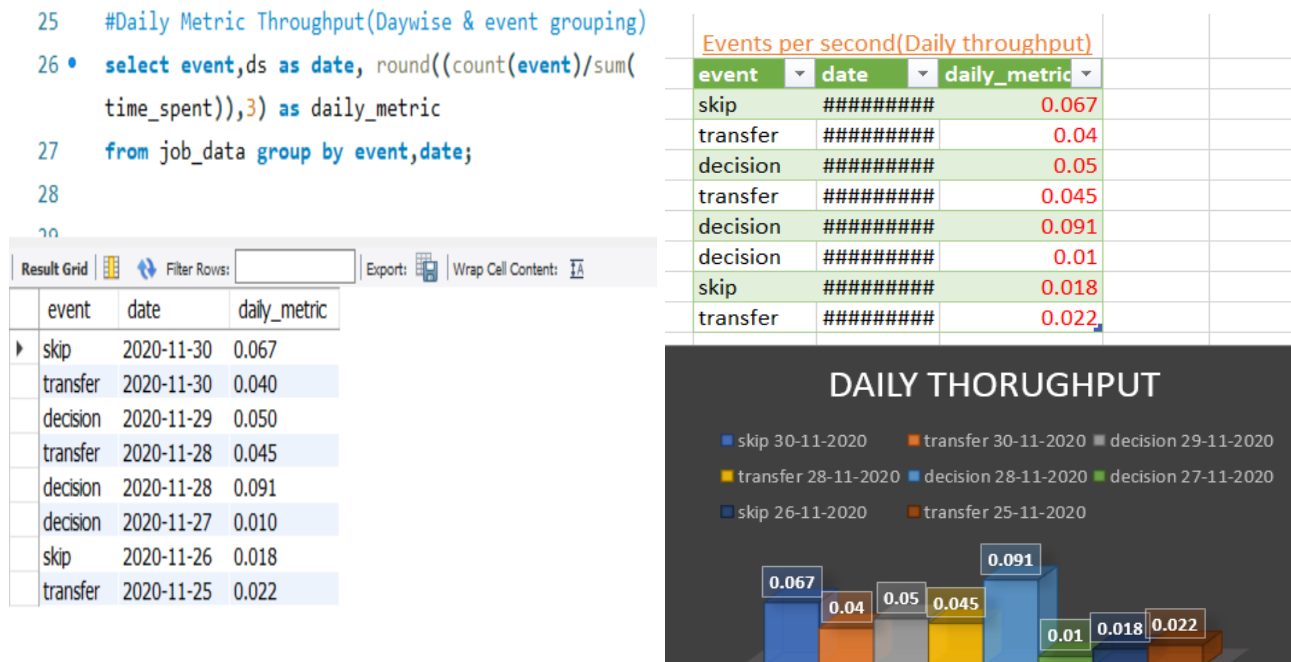 25 #Daily Metric Throughput(Daywise & event grouping)
26 select event,ds as date, round((count(event)/sum(
time_spent)),3) as daily_metric
27 from job_data group by event,date;
28
Result Grid Filter Rows: Export: Wrap Cell Content: IA
event date daily_metric
skip 2020-11-30 0.067
transfer 2020-11-30 0.040
decision 2020-11-29 0.050
transfer 2020-11-28 0.045
decision 2020-11-28 0.091
decision 2020-11-27 0.010
skip 2020-11-26 0.018
transfer 2020-11-25 0.022
Events per second(Daily throughput)
event date daily_metric
skip ######### 0.067
transfer ######### 0.04
decision ######### 0.05
transfer ######### 0.045
decision ######### 0.091
decision ######### 0.01
skip ######### 0.018
transfer ######### 0.022
DAILY THORUGHPUT
skip 30-11-2020 transfer 30-11-2020 decision 29-11-2020
transfer 28-11-2020 decision 28-11-2020 decision 27-11-2020
skip 26-11-2020 transfer 25-11-2020
0.067 0.04 0.05 0.045 0.091 0.01 0.018 0.022